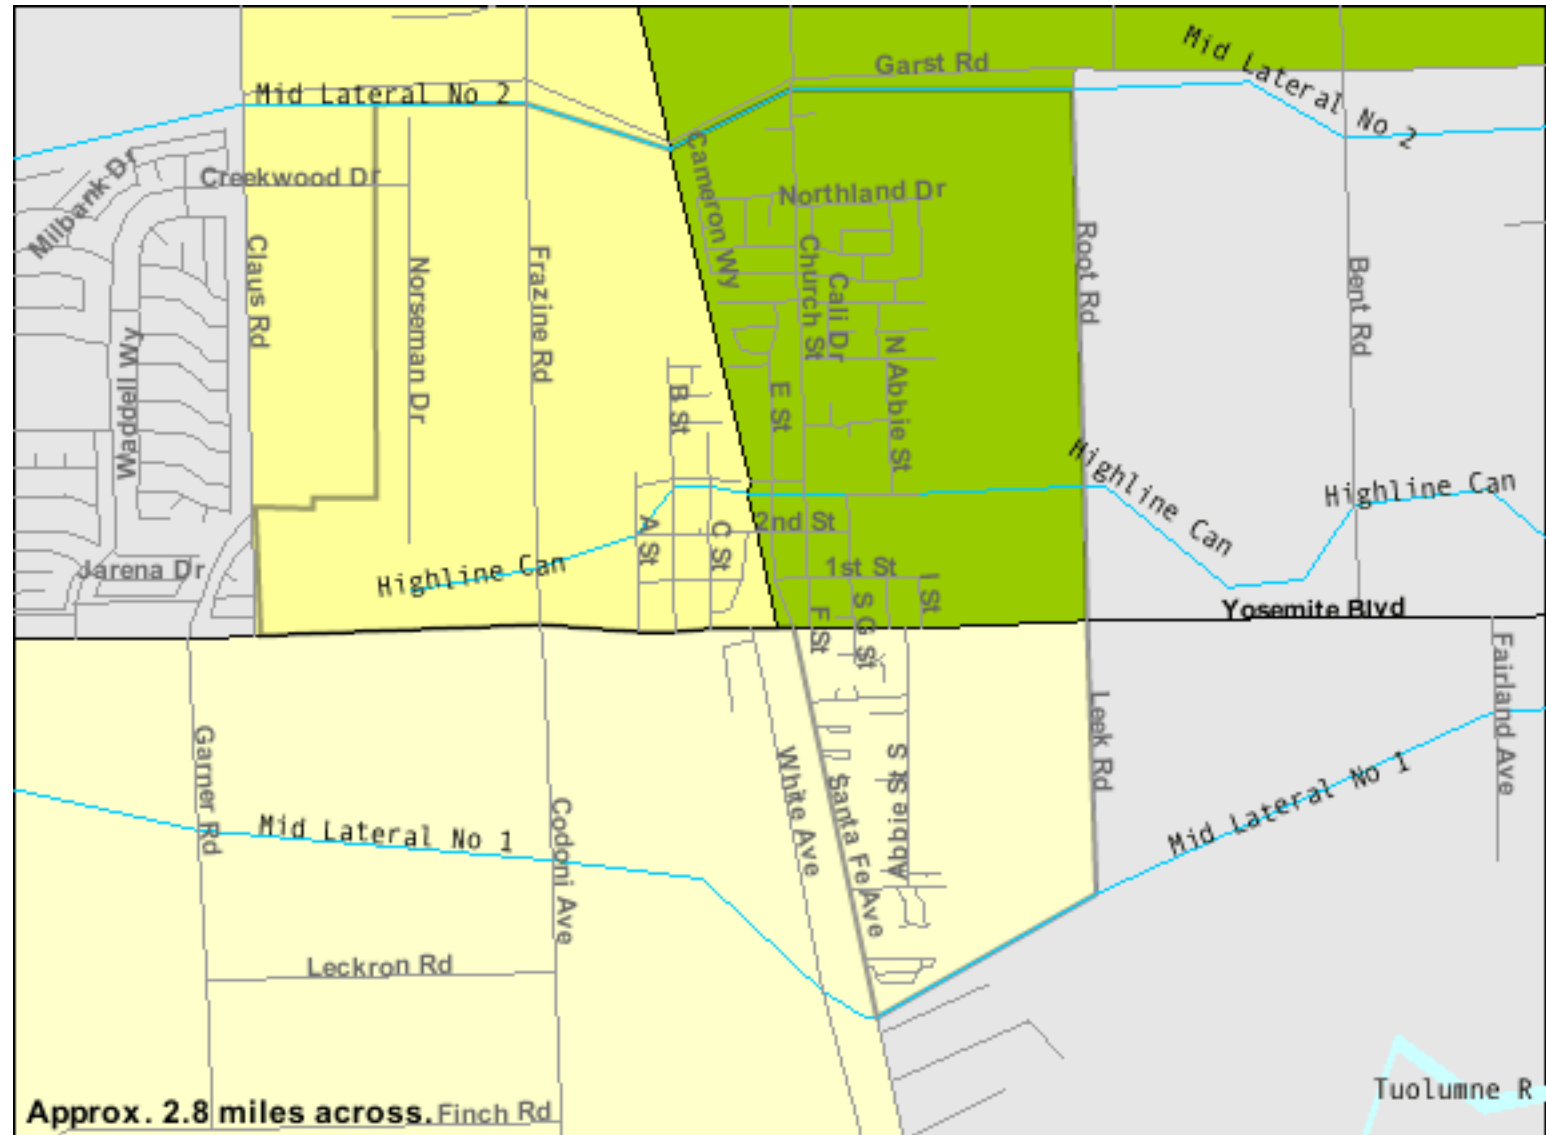 Mid Lateral No 2
Garst Rd
Mid Lateral No 2
Milbank Dr
Creekwood Dr
Cameron Wy
Northland Dr
Claus Rd
Norseman Dr
Frazine Rd
Church St
Cali Dr
Root Rd
Bent Rd
Waddell Wy
B St
E St
N Abbie St
Highline Can
Highline Can
A St
C St
2nd St
Jarena Dr
Highline Can
1st St
I St
F St
S G St
Yosemite Blvd
Fairland Ave
Garner Rd
Codoni Ave
White Ave
Santa Fe Ave
S Abbie St
Leek Rd
Mid Lateral No 1
Mid Lateral No 1
Leckron Rd
Tuolumne R
Approx. 2.8 miles across.
Finch Rd